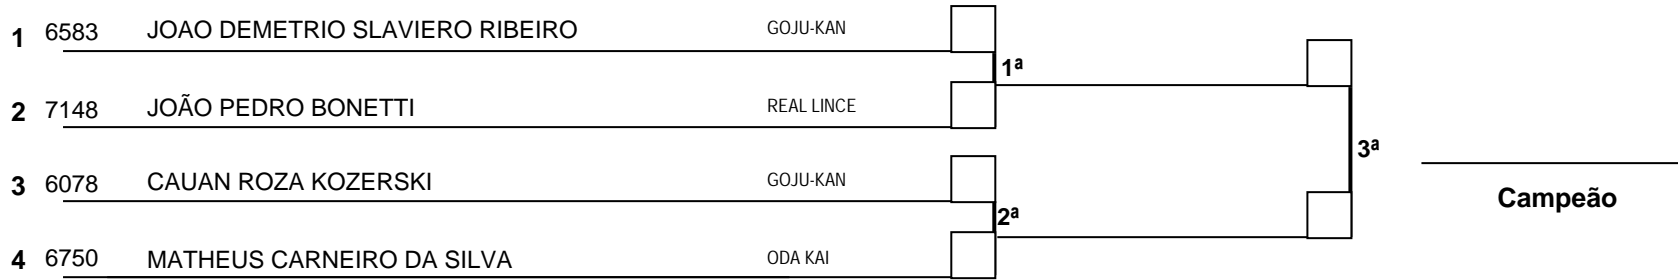 1 6583 JOAO DEMETRIO SLAVIERO RIBEIRO GOJU-KAN
1ª
2 7148 JOÃO PEDRO BONETTI REAL LINCE
3ª
3 6078 CAUAN ROZA KOZERSKI GOJU-KAN
Campeão
2ª
4 6750 MATHEUS CARNEIRO DA SILVA ODA KAI